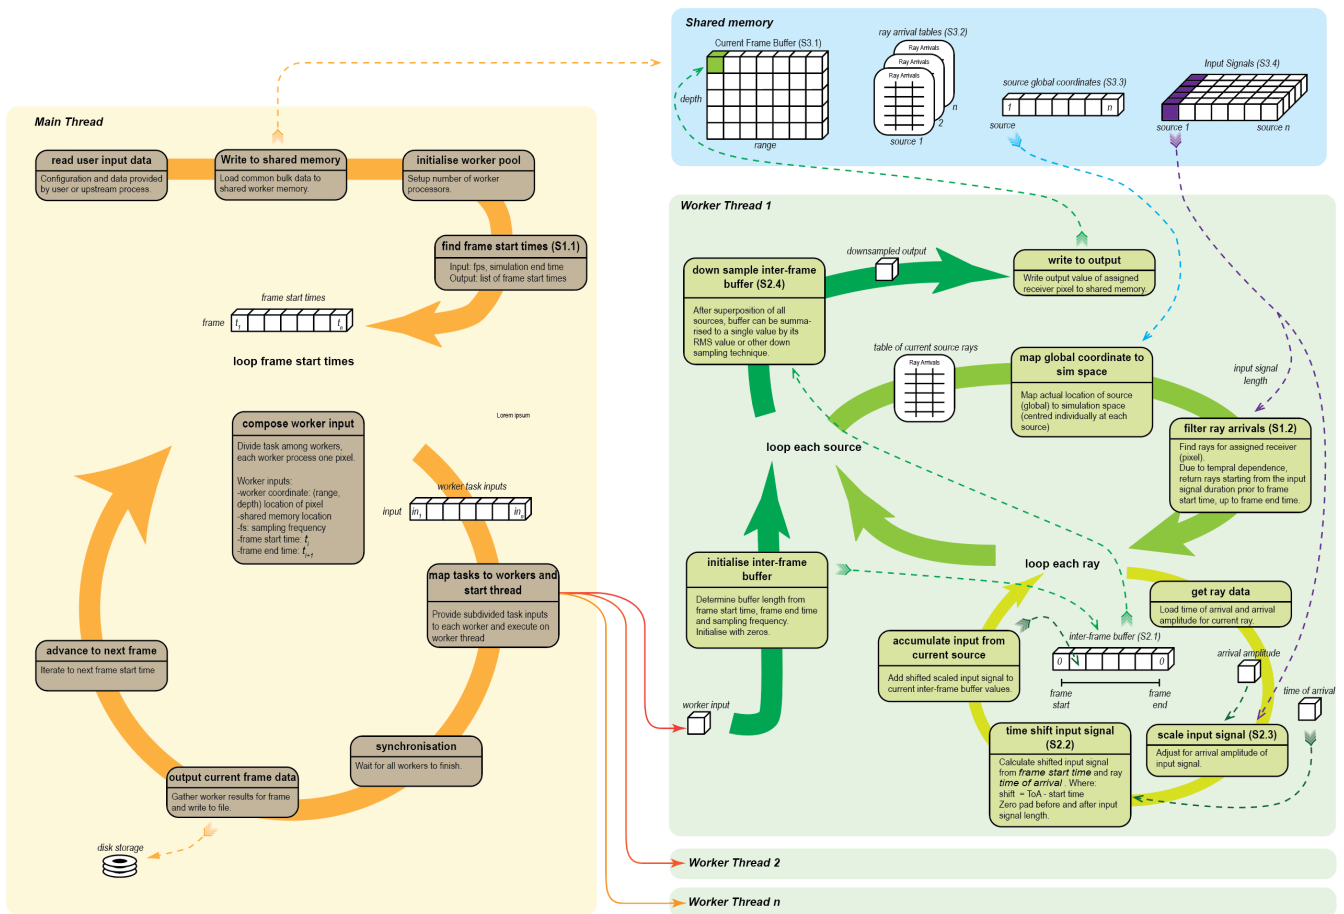 Shared memory
Current Frame Buffer (S3.1)
depth
range
ray arrival tables (S3.2)
Ray Arrivals
Ray Arrivals
Ray Arrivals
n
2
source 1
source global coordinates (S3.3)
1
n
source
Input Signals (S3.4)
source 1
source n
Main Thread
read user input data
Configuration and data provided
by user or upstream process.
Write to shared memory
Load common bulk data to
shared worker memory.
initialise worker pool
Setup number of worker
processors.
find frame start times (S1.1)
Input: fps, simulation end time
Output: list of frame start times
frame start times
frame
t1
tn
loop frame start times
Lorem ipsum
compose worker input
Divide task among workers,
each worker process one pixel.
Worker inputs:
-worker coordinate: (range,
depth) location of pixel
-shared memory location
-fs: sampling frequency
-frame start time: ti
-frame end time: ti+1
worker task inputs
input
in1
inn
map tasks to workers and
start thread
Provide subdivided task inputs
to each worker and execute on
worker thread
synchronisation
Wait for all workers to finish.
output current frame data
Gather worker results for frame
and write to file.
disk storage
advance to next frame
Iterate to next frame start time
Worker Thread 1
down sample inter-frame
buffer (S2.4)
After superposition of all
sources, buffer can be summa-
rised to a single value by its
RMS value or other down
sampling technique.
downsampled output
write to output
Write output value of assigned
receiver pixel to shared memory.
table of current source rays
Ray Arrivals
map global coordinate to
sim space
Map actual location of source
(global) to simulation space
(centred individually at each
source)
input signal
length
filter ray arrivals (S1.2)
Find rays for assigned receiver
(pixel).
Due to tempral dependence,
return rays starting from the input
signal duration prior to frame
start time, up to frame end time.
loop each source
initialise inter-frame
buffer
Determine buffer length from
frame start time, frame end time
and sampling frequency.
Initialise with zeros.
worker input
loop each ray
get ray data
Load time of arrival and arrival
amplitude for current ray.
inter-frame buffer (S2.1)
0
0
frame
start
frame
end
arrival amplitude
time of arrival
accumulate input from
current source
Add shifted scaled input signal to
current inter-frame buffer values.
scale input signal (S2.3)
Adjust for arrival amplitude of
input signal.
time shift input signal
(S2.2)
Calculate shifted input signal
from frame start time and ray
time of arrival . Where:
shift = ToA - start time
Zero pad before and after input
signal length.
Worker Thread 2
Worker Thread n